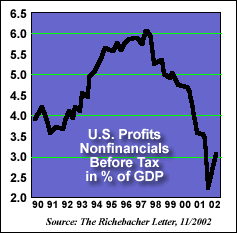 6.5
6.0
5.5
5.0
4.5
4.0
3.5
3.0
2.5
2.0
U.S. Profits
Nonfinancials
Before Tax
in % of GDP
90 91 92 93 94 95 96 97 98 99 00 01 02
Source: The Richebacher Letter, 11/2002